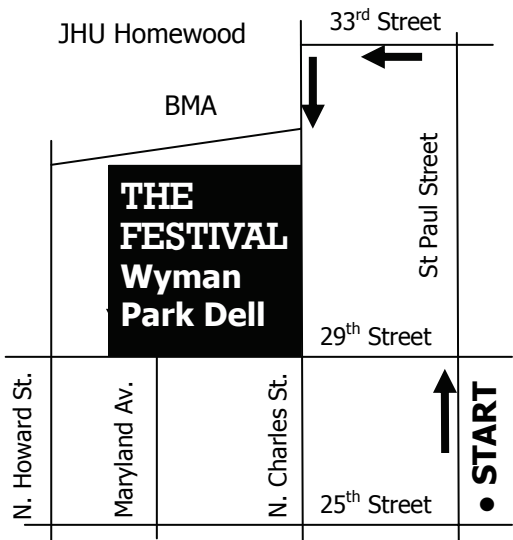 JHU Homewood
33rd Street
BMA
THE
FESTIVAL
Wyman
Park Dell
St Paul Street
29th Street
N. Howard St.
Maryland Av.
N. Charles St.
25th Street
• START